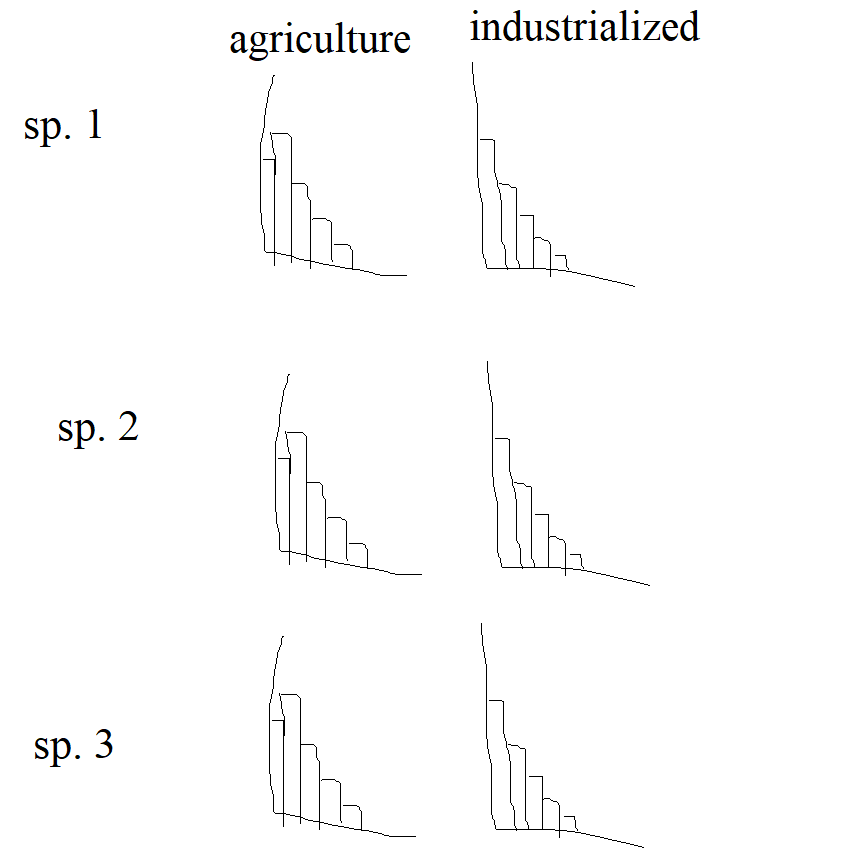 agriculture industrialized
sp. 1
sp. 2
sp. 3